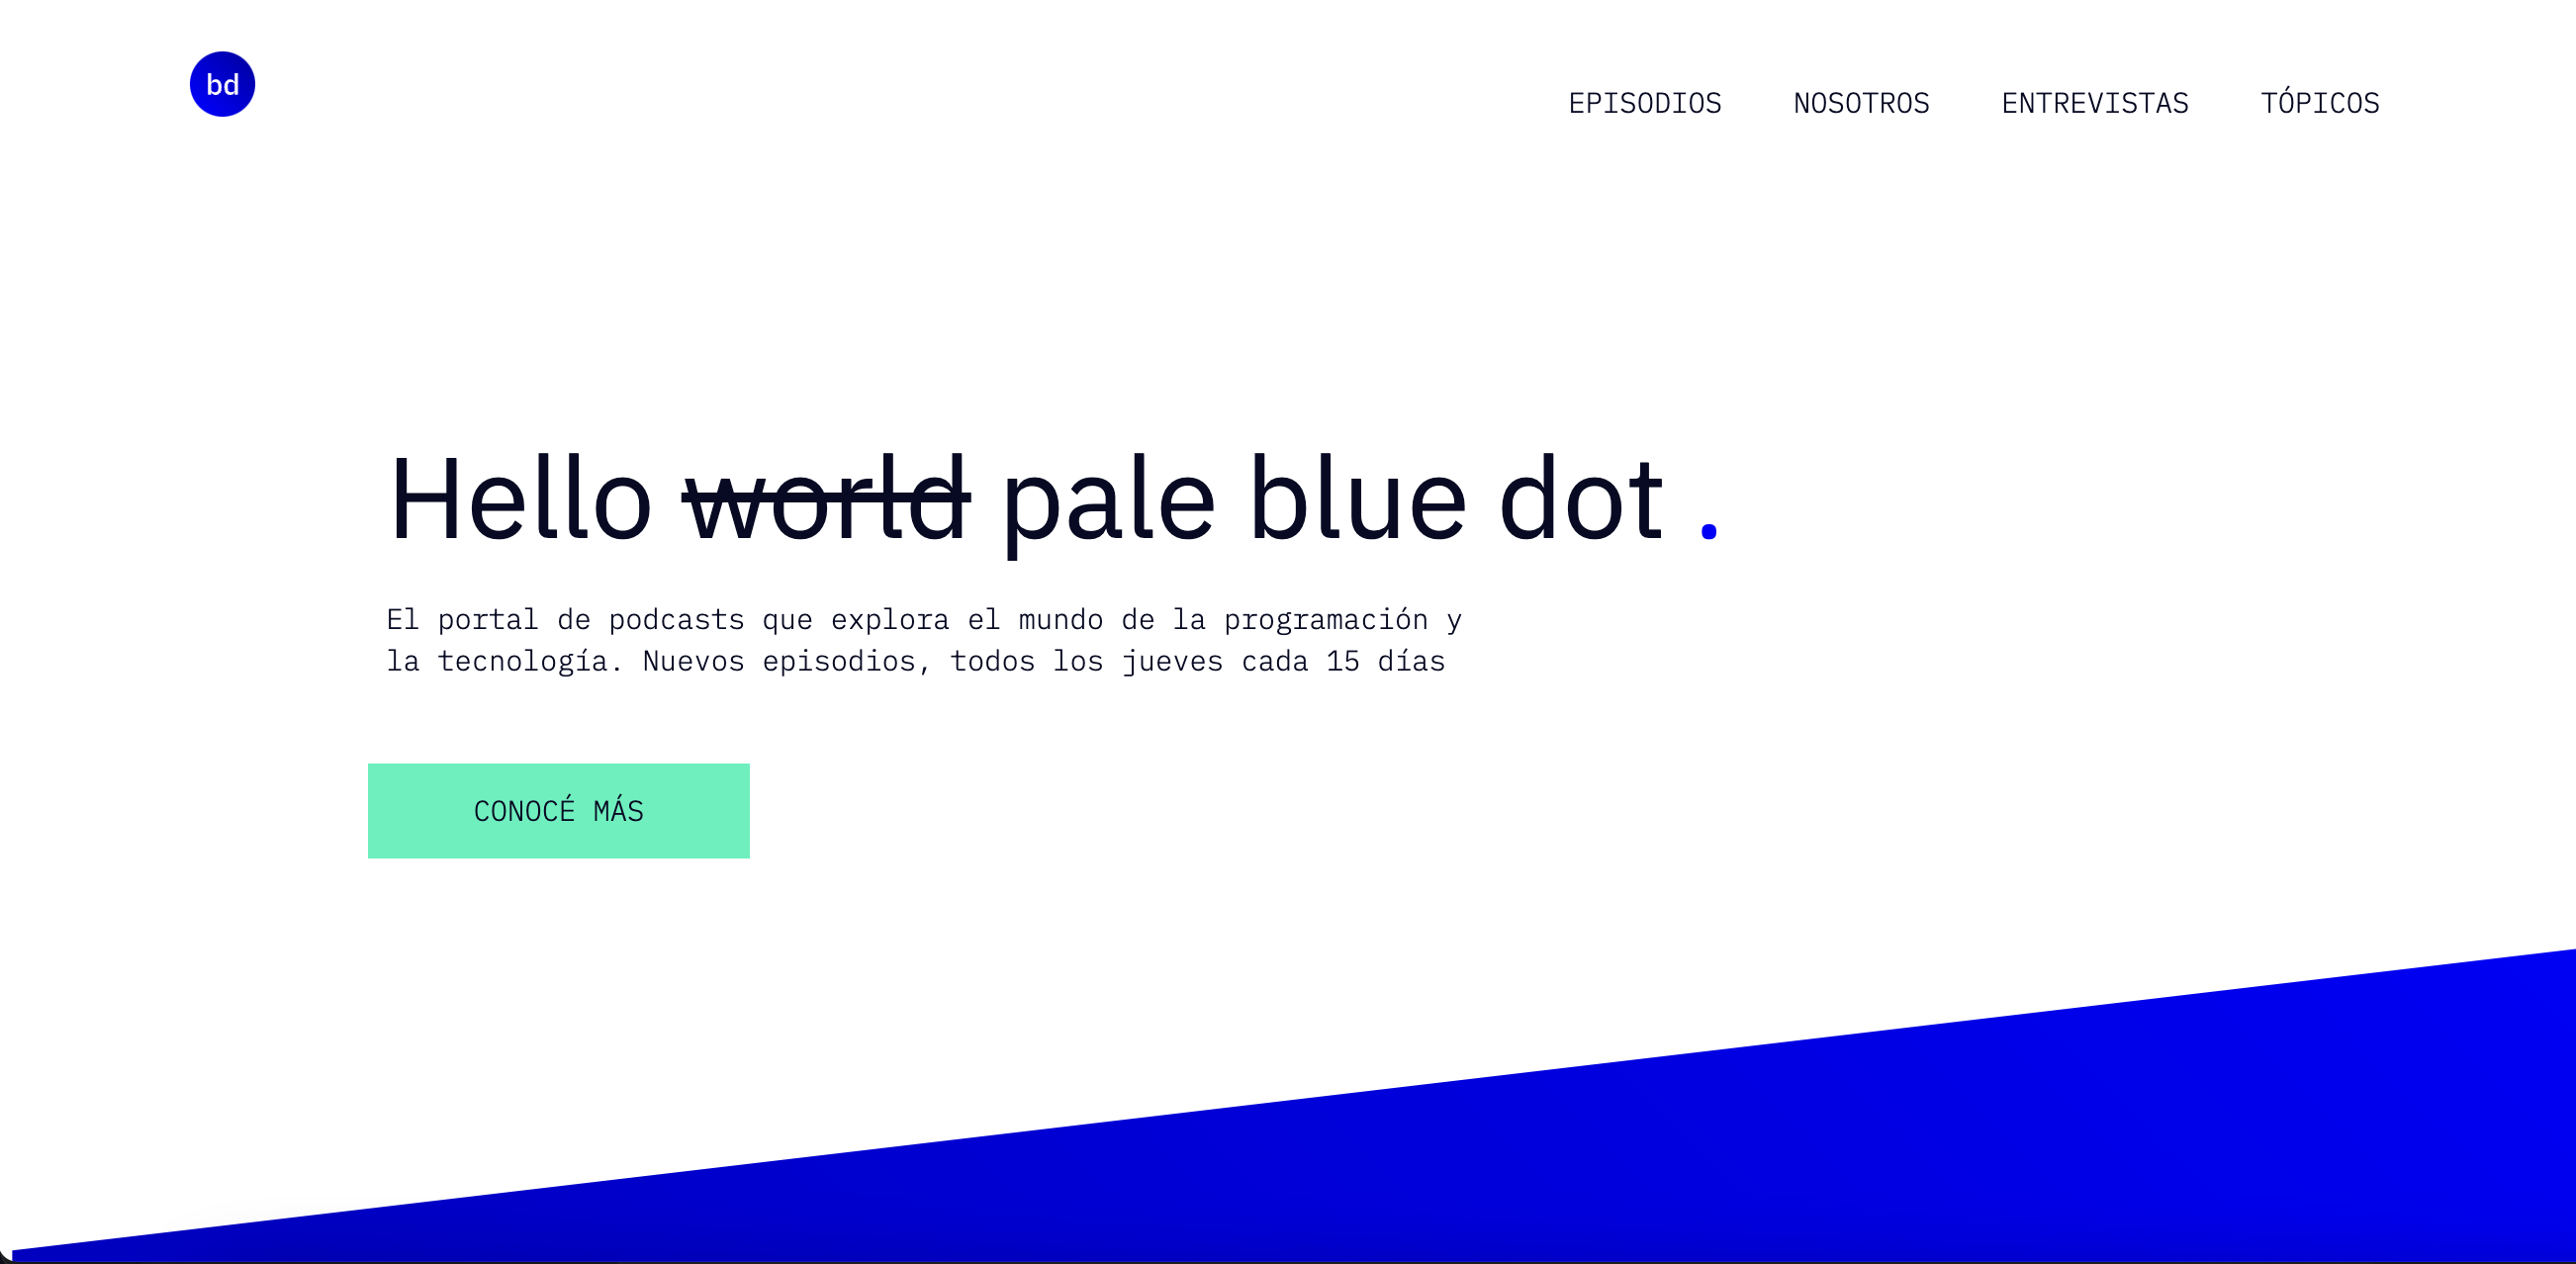 bd
EPISODIOS NOSOTROS ENTREVISTAS TÓPICOS
Hello world pale blue dot .
El portal de podcasts que explora el mundo de la programación y
la tecnología. Nuevos episodios, todos los jueves cada 15 días
CONOCÉ MÁS